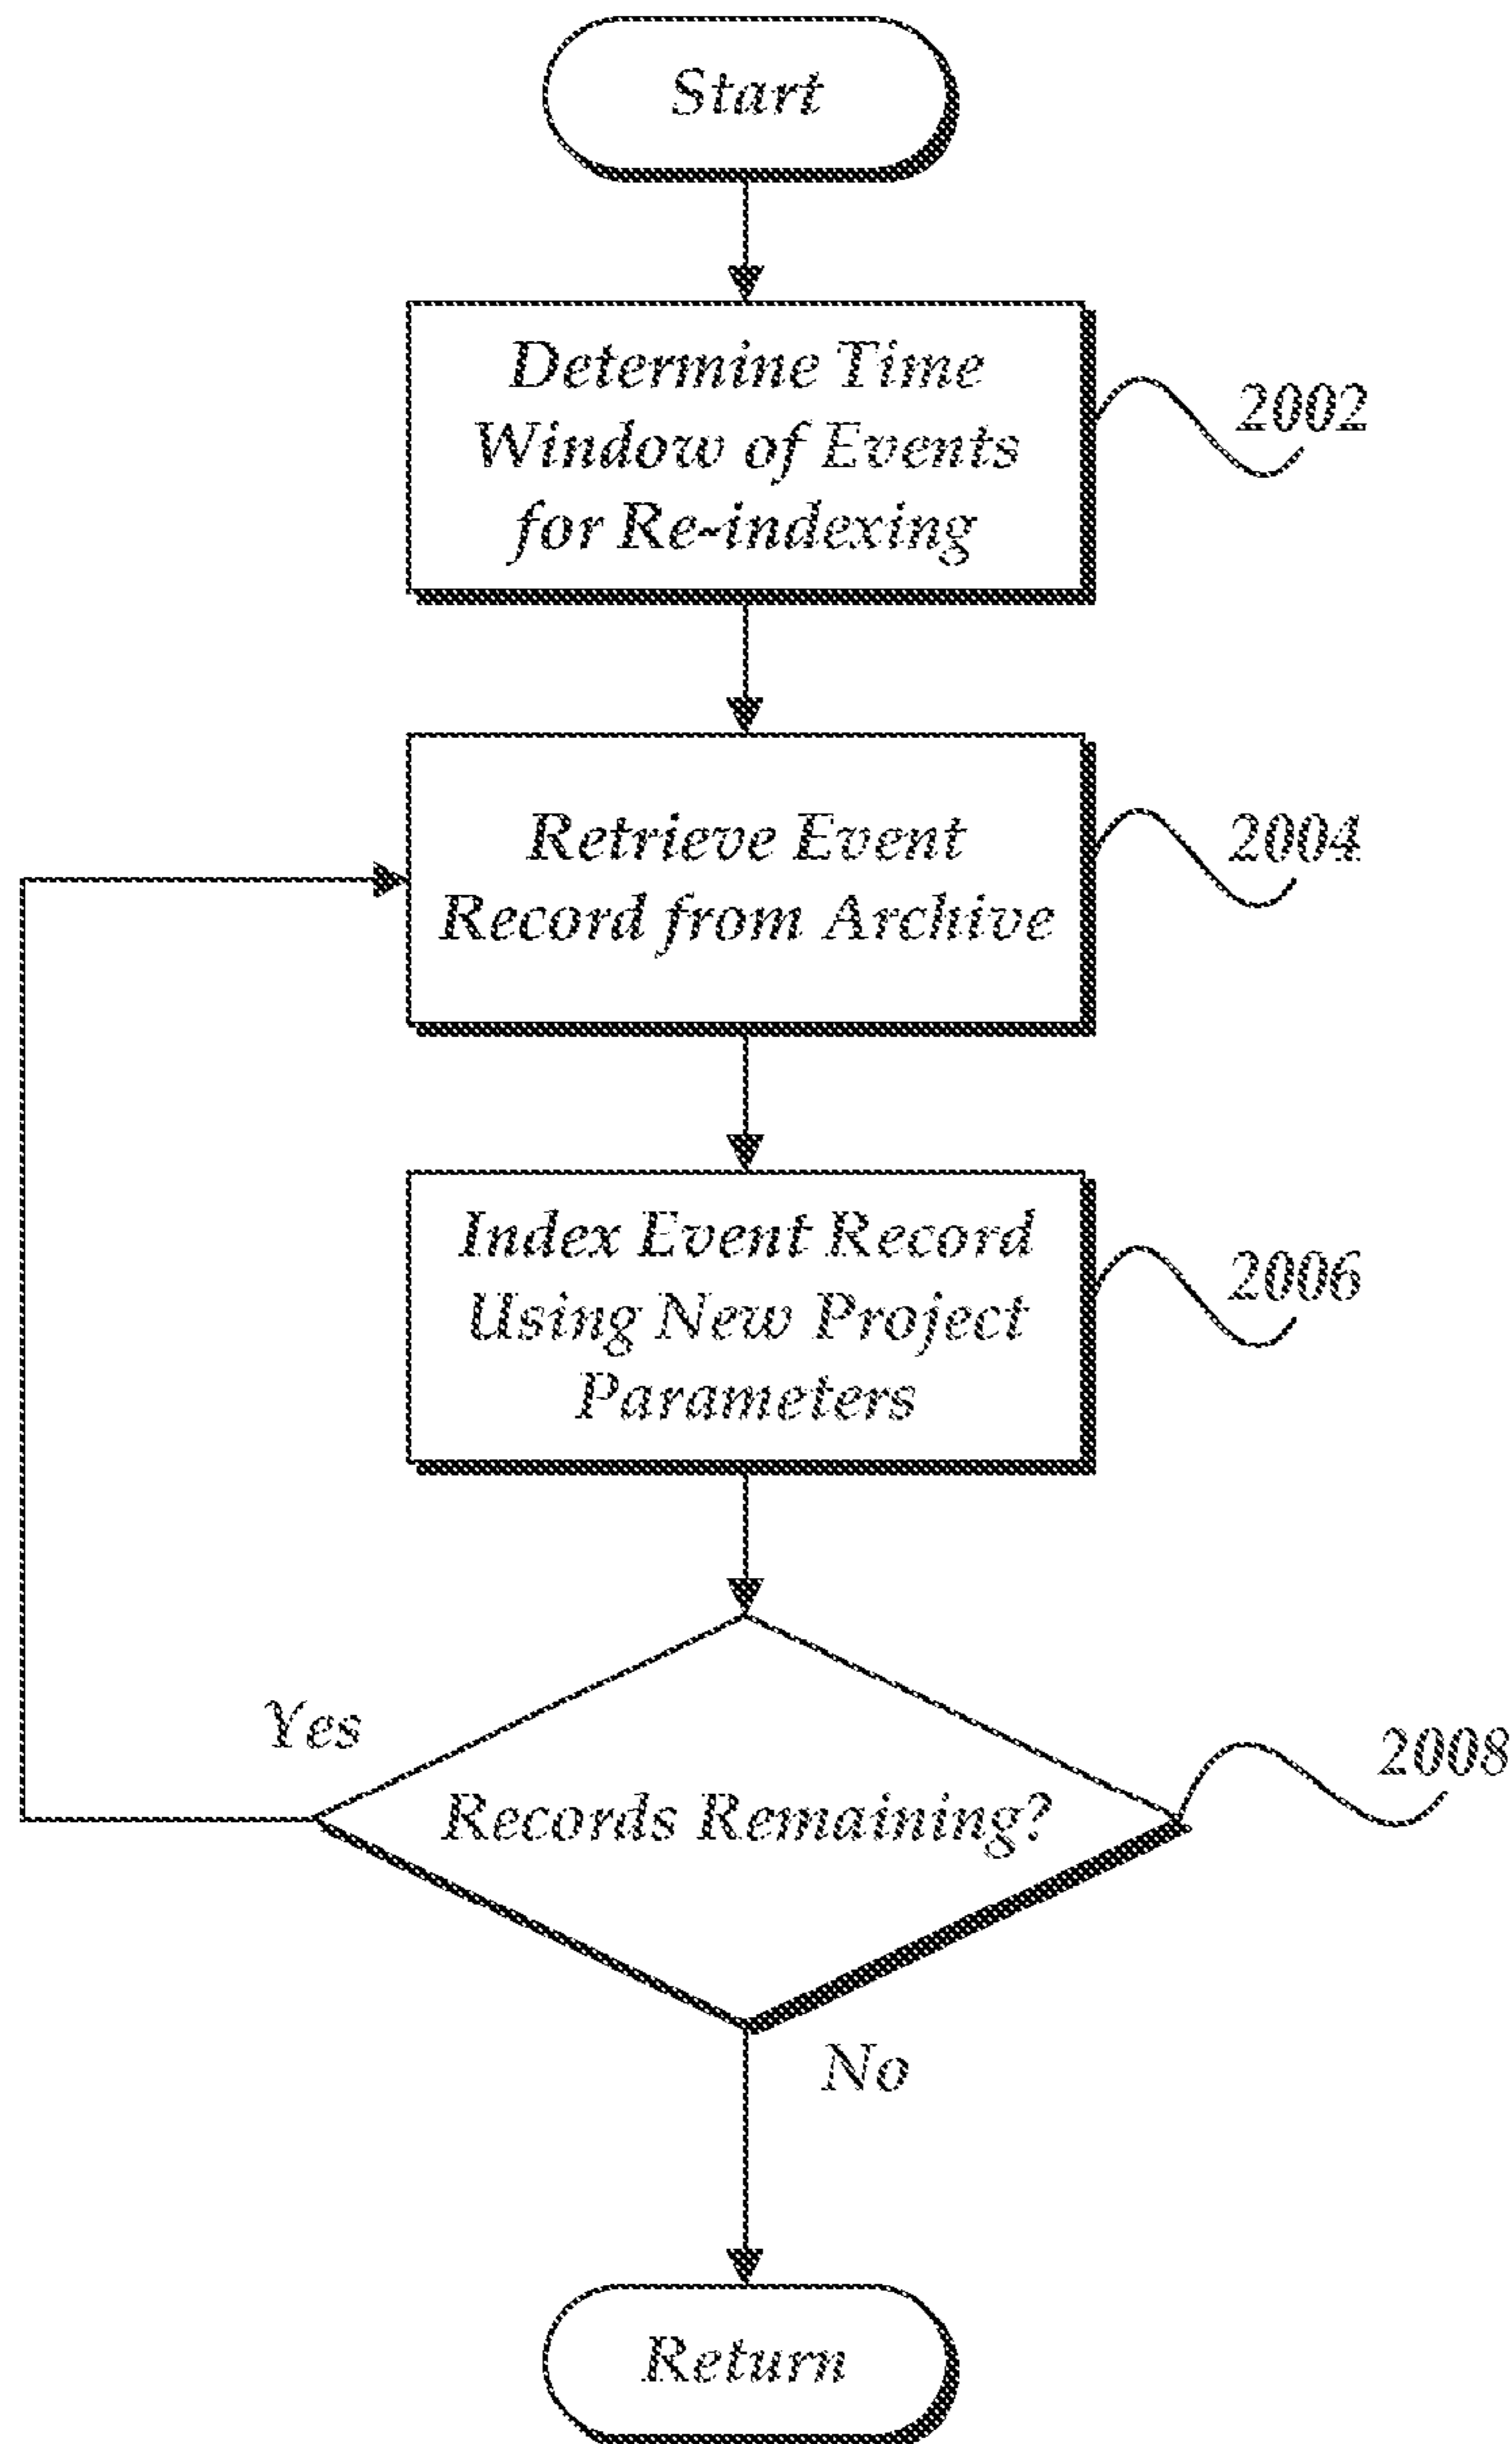 Start
Determine Time
Window of Events
for Re-indexing
2002
Retrieve Event
Record from Archive
2004
Index Event Record
Using New Project
Parameters
2006
Yes
Records Remaining?
2008
No
Return